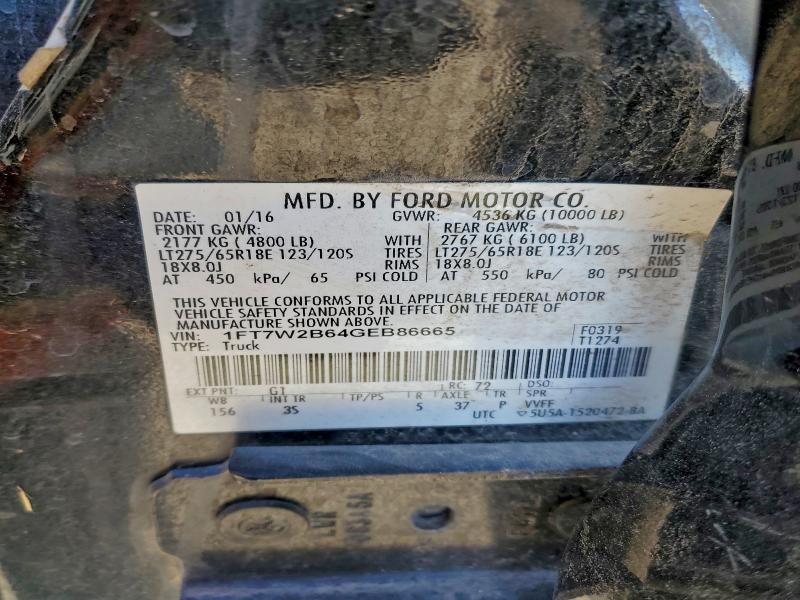 MFD. BY FORD MOTOR CO.
DATE: 01/16 GVWR: 4536 KG (10000 LB)
FRONT GAWR: REAR GAWR:
2177 KG ( 4800 LB) WITH 2767 KG ( 6100 LB) WITH
LT275/65R18E 123/120S TIRES LT275/65R18E 123/120S TIRES
18X8.0J RIMS 18X8.0J RIMS
AT 450 kPa/ 65 PSI COLD AT 550 kPa/ 80 PSI COLD
THIS VEHICLE CONFORMS TO ALL APPLICABLE FEDERAL MOTOR
VEHICLE SAFETY STANDARDS IN EFFECT ON THE DATE OF
MANUFACTURE SHOWN ABOVE.
VIN: 1FT7W2B64GEB86665 F0319
TYPE: Truck T1274
EXT PNT: G1 RC: 72 DSO:
WB INT TR TP/PS R AXLE TR SPR
156 3S 5 37 P VVFF
UTC 5U5A-1520472-BA